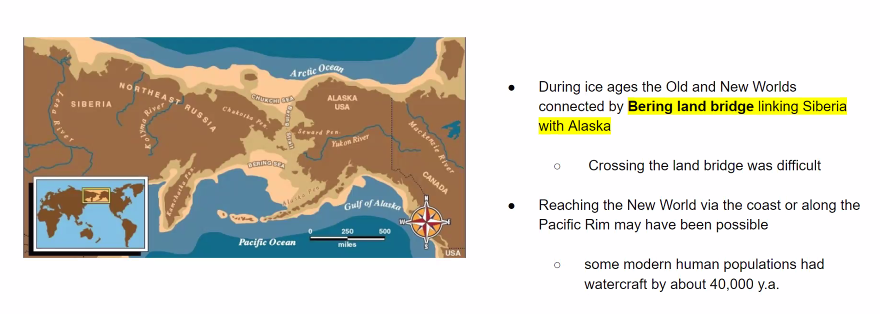 Arctic Ocean
NORTHEAST RUSSIA
SIBERIA
Lena River
Kolyma River
CHUKCHI SEA
Chukotka Pen.
Bering Strait
ALASKA
USA
Seward Pen.
Yukon River
Mackenzie River
BERING SEA
CANADA
Kamchatka Pen.
Alaska Pen.
Gulf of Alaska
Pacific Ocean
0 250 500
miles
N
W
E
S
USA
● During ice ages the Old and New Worlds
connected by Bering land bridge linking Siberia
with Alaska
○ Crossing the land bridge was difficult
● Reaching the New World via the coast or along the
Pacific Rim may have been possible
○ some modern human populations had
watercraft by about 40,000 y.a.